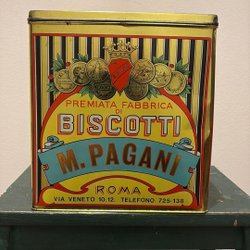 PREMIATA FABBRICA
DI
BISCOTTI
M. PAGANI
ROMA
VIA VENETO 10.12. TELEFONO 725-138